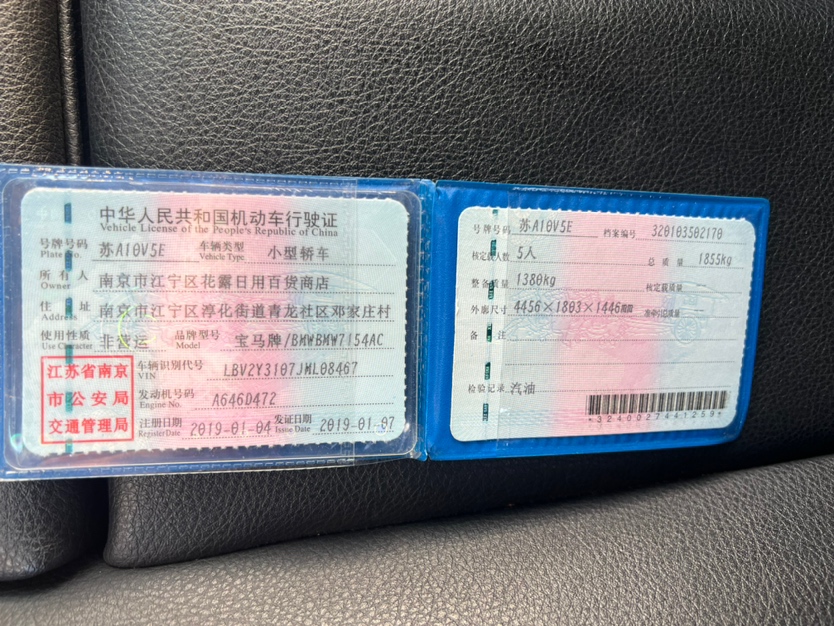 中华人民共和国机动车行驶证
Vehicle License of the People's Republic of China
号牌号码 苏A10V5E 车辆类型 小型轿车
Plate No. Vehicle Type
所有人 南京市江宁区花露日用百货商店
Owner
住址 南京市江宁区淳化街道青龙社区邓家庄村
Address
使用性质 非营运 品牌型号 宝马牌/BMWBMW7154AC
Use Character Model
江苏省南京
市公安局
交通管理局
车辆识别代号 LBV2Y3107JML08467
VIN
发动机号码 A646D472
Engine No.
注册日期 2019-01-04 发证日期 2019-01-07
Register Date Issue Date
号牌号码 苏A10V5E 档案编号 320103502170
核定载人数 5人 总质量 1855kg
整备质量 1380kg 核定载质量
外廓尺寸 4456×1803×1446mm 准牵引总质量
备注
检验记录 汽油
*3240027441259*